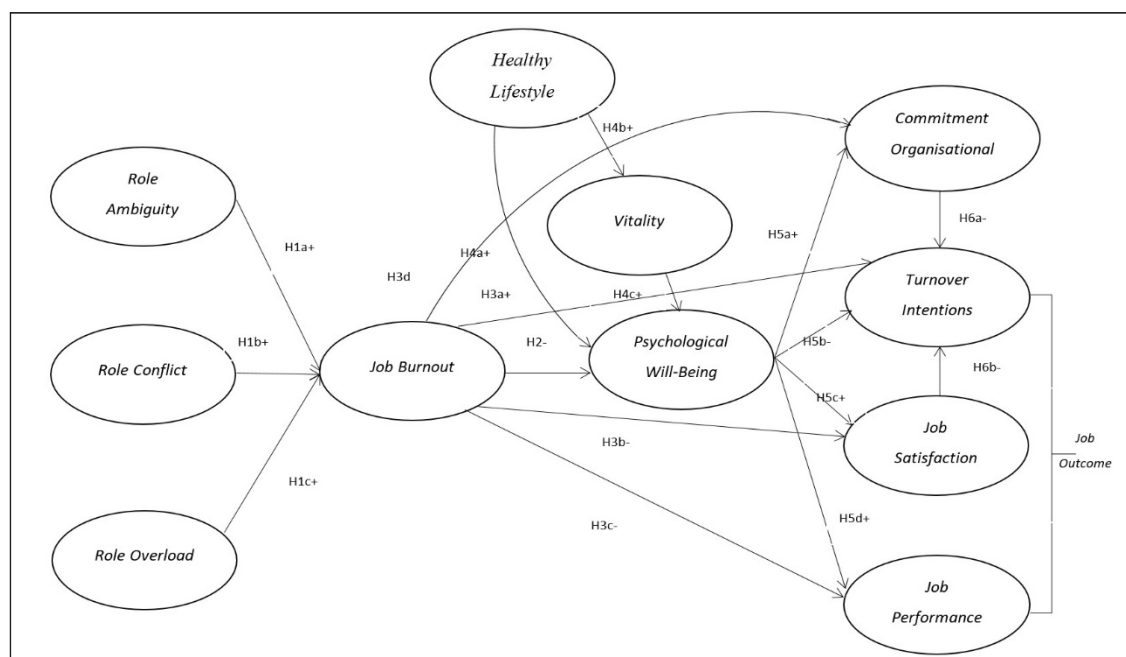 Healthy
Lifestyle
Commitment
Organisational
H4b+
Role
Ambiguity
Vitality
H6a-
H5a+
H1a+
H4a+
H3d
Turnover
Intentions
H3a+
H4c+
H1b+
H2-
Psychological
Will-Being
H5b-
Role Conflict
Job Burnout
H6b-
H5c+
Job
Satisfaction
H3b-
Job
Outcome
H1c+
H3c-
H5d+
Role Overload
Job
Performance